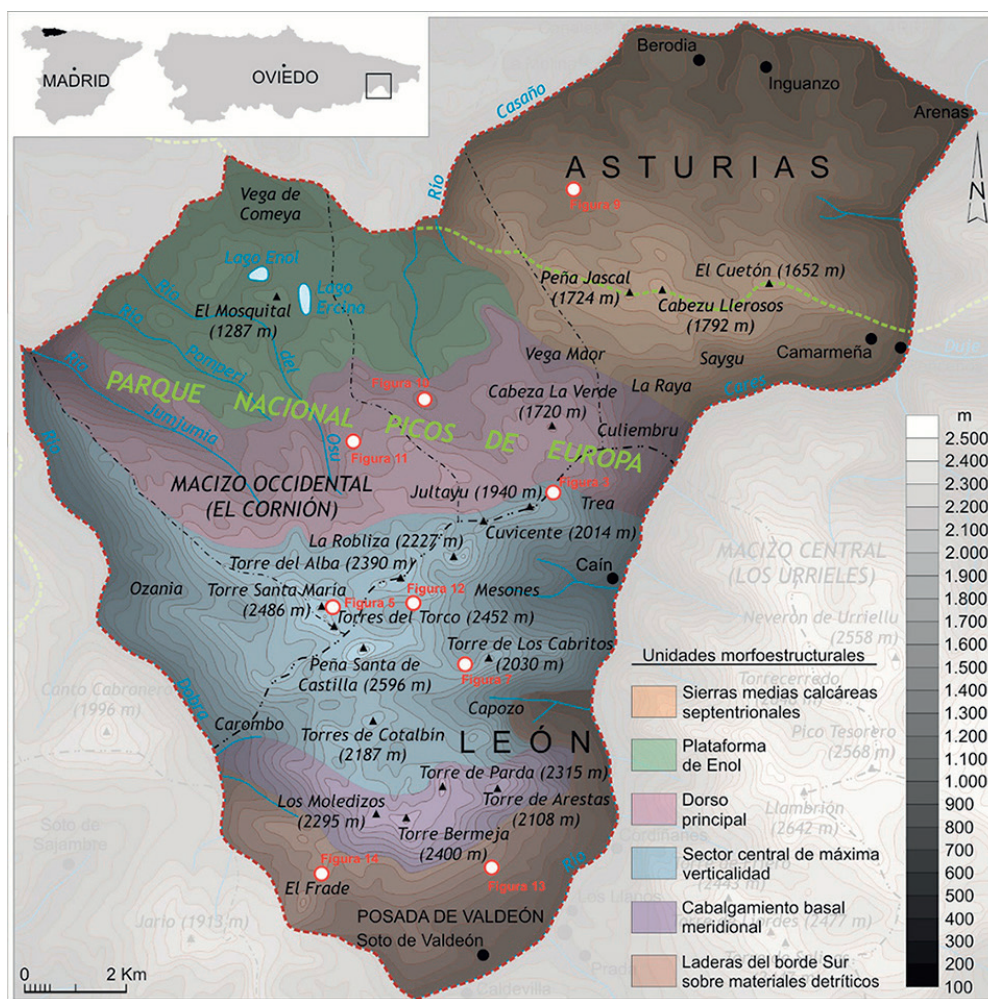 MADRID
OVIEDO
Berodia
Inguanzo
Arenas
Casaño
Río
ASTURIAS
N
Figura 9
Vega de
Comeya
Lago Enol
Lago
Ercina
El Mosquital
(1287 m)
Río
del
Osu
Río
Pomperi
Río
Jumjumia
Peña Jascal
(1724 m)
El Cuetón (1652 m)
Cabezu Llerosos
(1792 m)
Camarmeña
Duje
Saygu
Cares
Vega Maor
La Raya
Cabeza La Verde
(1720 m)
Culiembru
PARQUE NACIONAL PICOS DE EUROPA
Figura 10
Figura 11
MACIZO OCCIDENTAL
(EL CORNIÓN)
Jultayu (1940 m)
Trea
Cuvicente (2014 m)
La Robliza (2227 m)
Torre del Alba
(2390 m)
Caín
Mesones
Ozania
Torre Santa María
(2486 m)
Figura 5
Figura 12
Torres del Torco (2452 m)
Torre de Los Cabritos
(2030 m)
Figura 7
Peña Santa de
Castilla (2596 m)
Capozo
Río
Dobra
Carombo
Torres de Cotalbín
(2187 m)
LEÓN
Torre de Parda (2315 m)
Los Moledizos
(2295 m)
Torre de Arestas
(2108 m)
Torre Bermeja
(2400 m)
Figura 14
Figura 13
El Frade
Río
POSADA DE VALDEÓN
Soto de Valdeón
Canto Cabranero
(1996 m)
Soto de
Sajambre
Jario (1913 m)
Caldevilla
Prada
Los Llanos
Cordiñanes
MACIZO CENTRAL
(LOS URRIELES)
Neverón de Urriellu
(2558 m)
Torrecerredo
Pico Tesorero
(2568 m)
Llambrión
(2642 m)
m
2.500
2.400
2.300
2.200
2.100
2.000
1.900
1.800
1.700
1.600
1.500
1.400
1.300
1.200
1.100
1.000
900
800
700
600
500
400
300
200
100
Unidades morfoestructurales
Sierras medias calcáreas
septentrionales
Plataforma
de Enol
Dorso
principal
Sector central de máxima
verticalidad
Cabalgamiento basal
meridional
Laderas del borde Sur
sobre materiales detríticos
0 2 Km